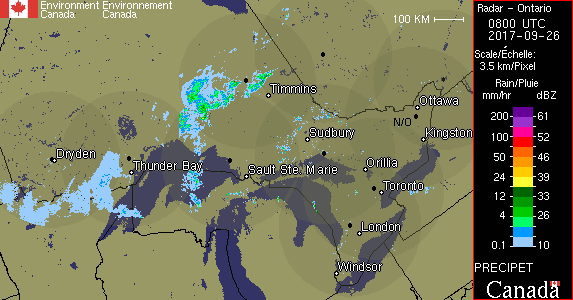 Environment Environnement
Canada Canada
100 KM
Timmins
Ottawa
N/O
Sudbury
Kingston
Dryden
Thunder Bay
Sault Ste. Marie
Orillia
Toronto
London
Windsor
Radar - Ontario
0800 UTC
2017-09-26
Scale/Échelle:
3.5 km/Pixel
Rain/Pluie
mm/hr dBZ
200 61
100 52
50 46
24 39
12 33
4 26
0.1 10
PRECIPET
Canada